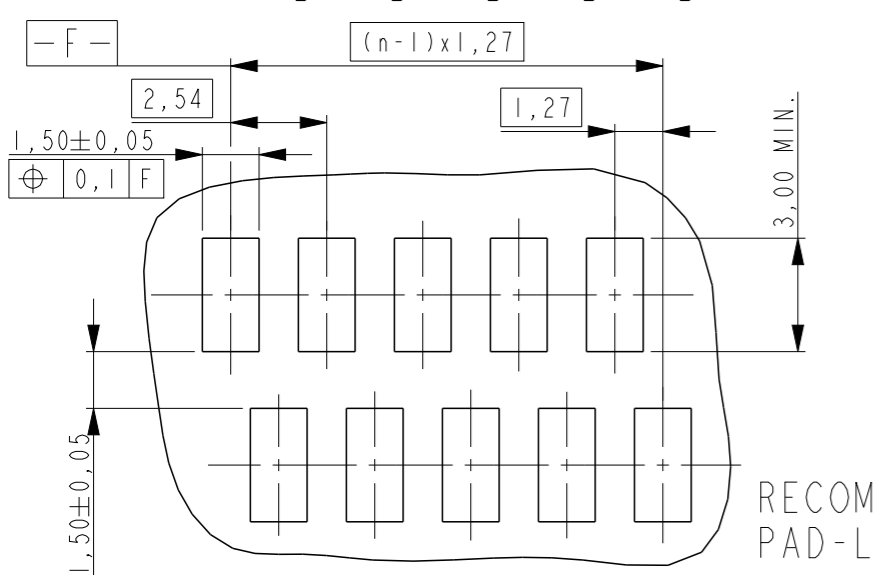 -F-
(n-1)x1,27
2,54
1,27
1,50±0,05
⌖ 0,1 F
3,00 MIN.
1,50±0,05
RECOM
PAD-L